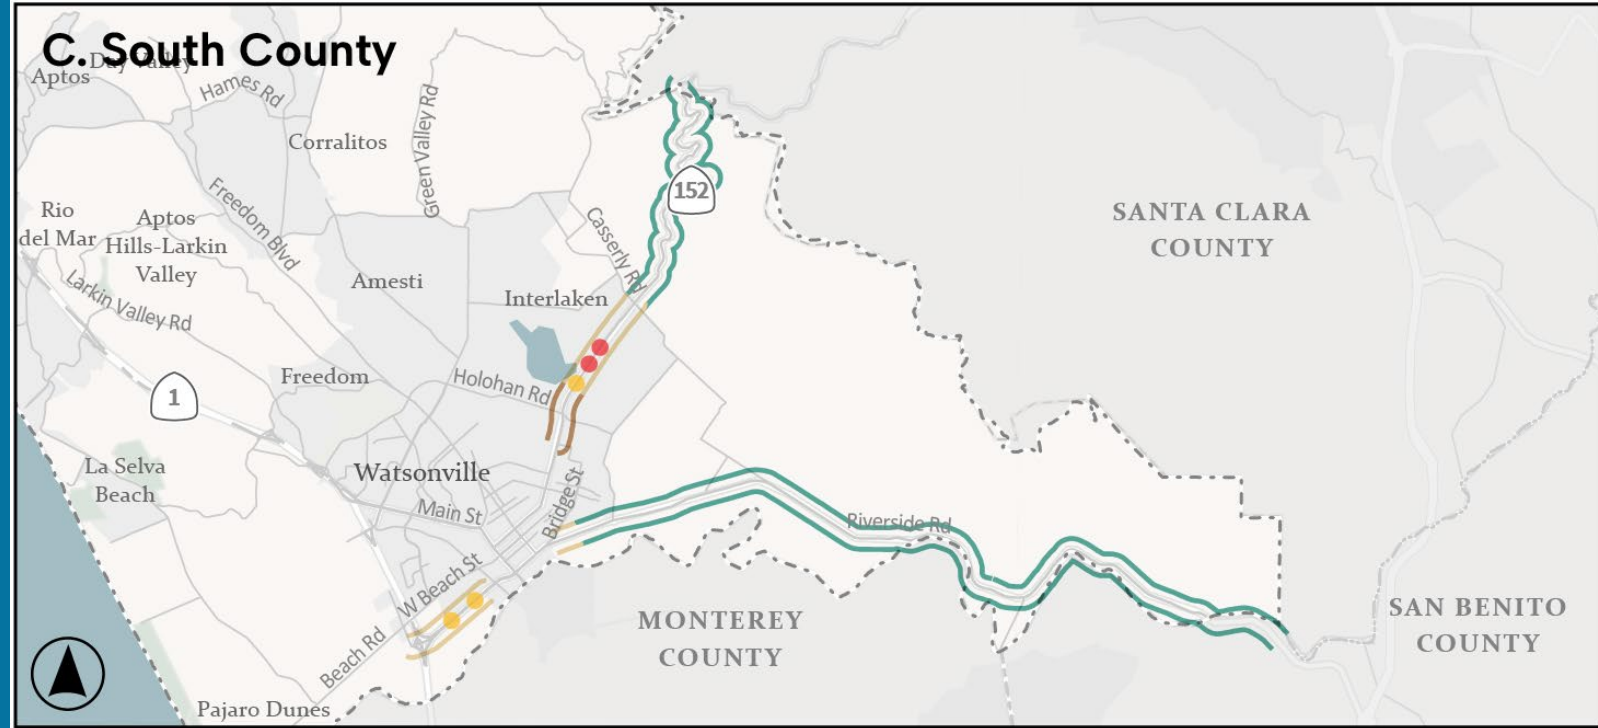 C. South County
Aptos
Day Valley
Hames Rd
Corralitos
Green Valley Rd
152
Rio
del Mar
Aptos
Hills-Larkin
Valley
Freedom Blvd
Casserly Rd
SANTA CLARA
COUNTY
Larkin Valley Rd
Amesti
Interlaken
1
Freedom
Holohan Rd
La Selva
Beach
Watsonville
Main St
Bridge St
Riverside Rd
W Beach St
Beach Rd
MONTEREY
COUNTY
SAN BENITO
COUNTY
Pajaro Dunes